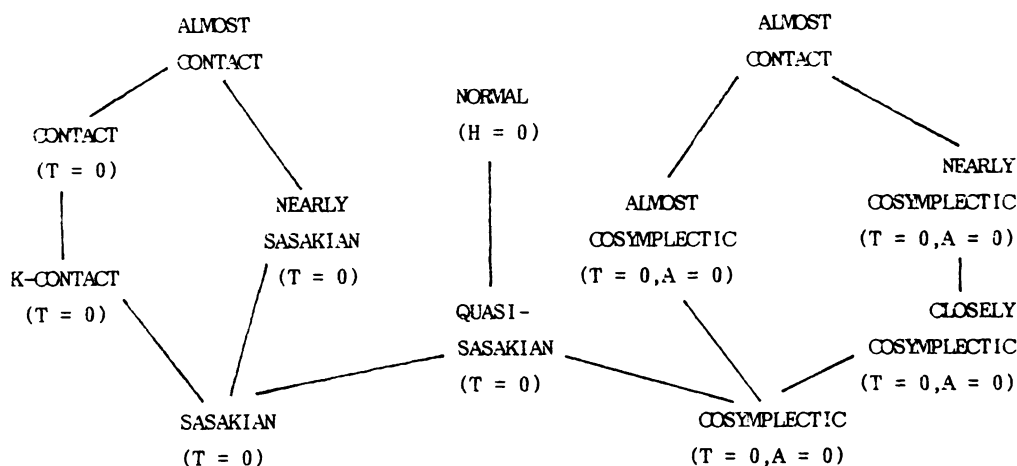 ALMOST
CONTACT
CONTACT
(T = 0)
K-CONTACT
(T = 0)
NEARLY
SASAKIAN
(T = 0)
SASAKIAN
(T = 0)
NORMAL
(H = 0)
QUASI-
SASAKIAN
(T = 0)
ALMOST
CONTACT
ALMOST
COSYMPLECTIC
(T = 0,A = 0)
NEARLY
COSYMPLECTIC
(T = 0,A = 0)
CLOSELY
COSYMPLECTIC
(T = 0,A = 0)
COSYMPLECTIC
(T = 0,A = 0)